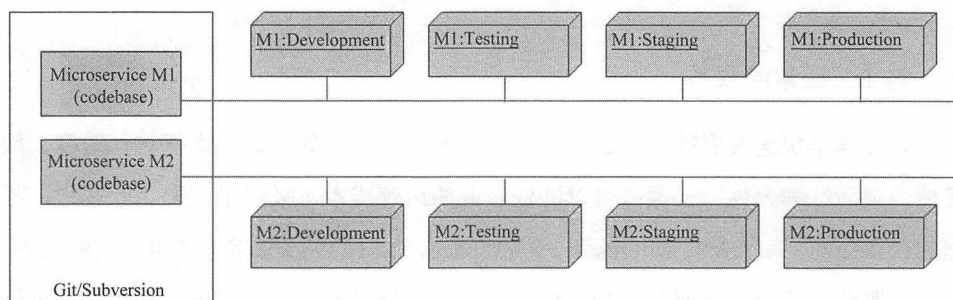 M1:Development
M1:Testing
M1:Staging
M1:Production
Microservice M1
(codebase)
Microservice M2
(codebase)
M2:Development
M2:Testing
M2:Staging
M2:Production
Git/Subversion